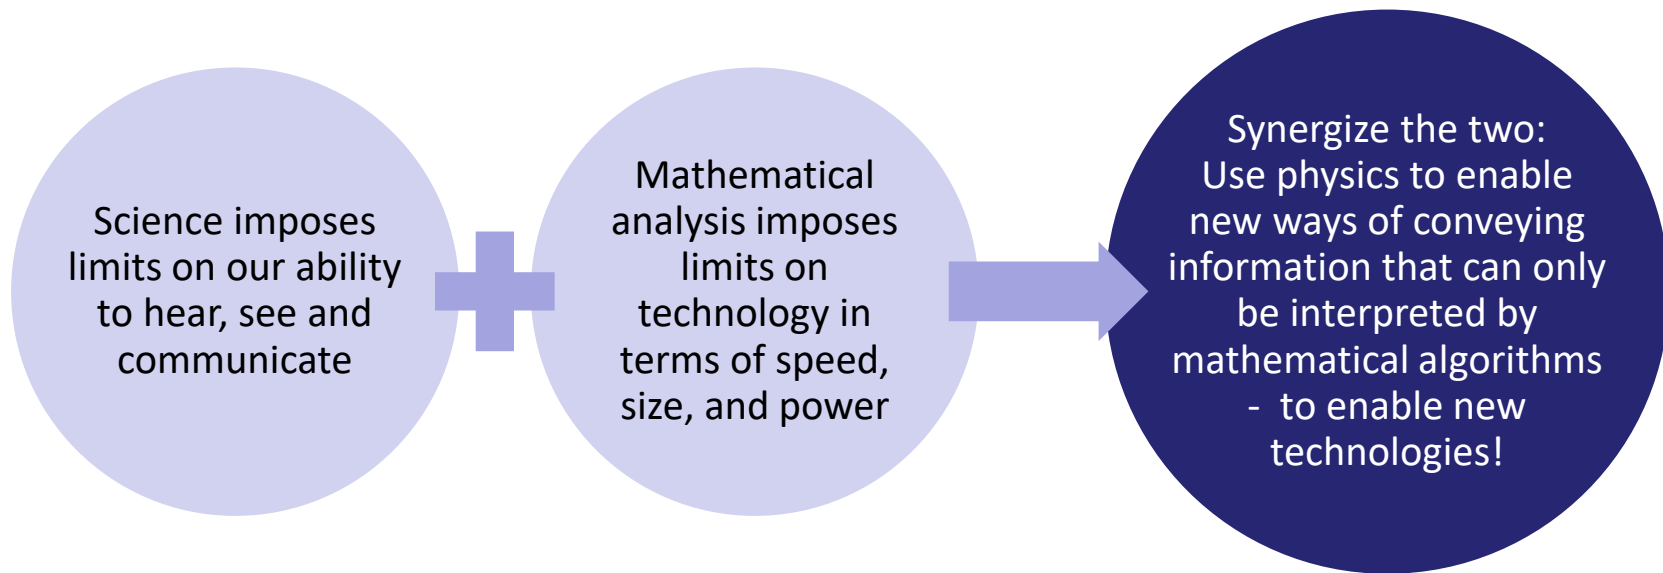 Science imposes
limits on our ability
to hear, see and
communicate
Mathematical
analysis imposes
limits on
technology in
terms of speed,
size, and power
Synergize the two:
Use physics to enable
new ways of conveying
information that can only
be interpreted by
mathematical algorithms
- to enable new
technologies!